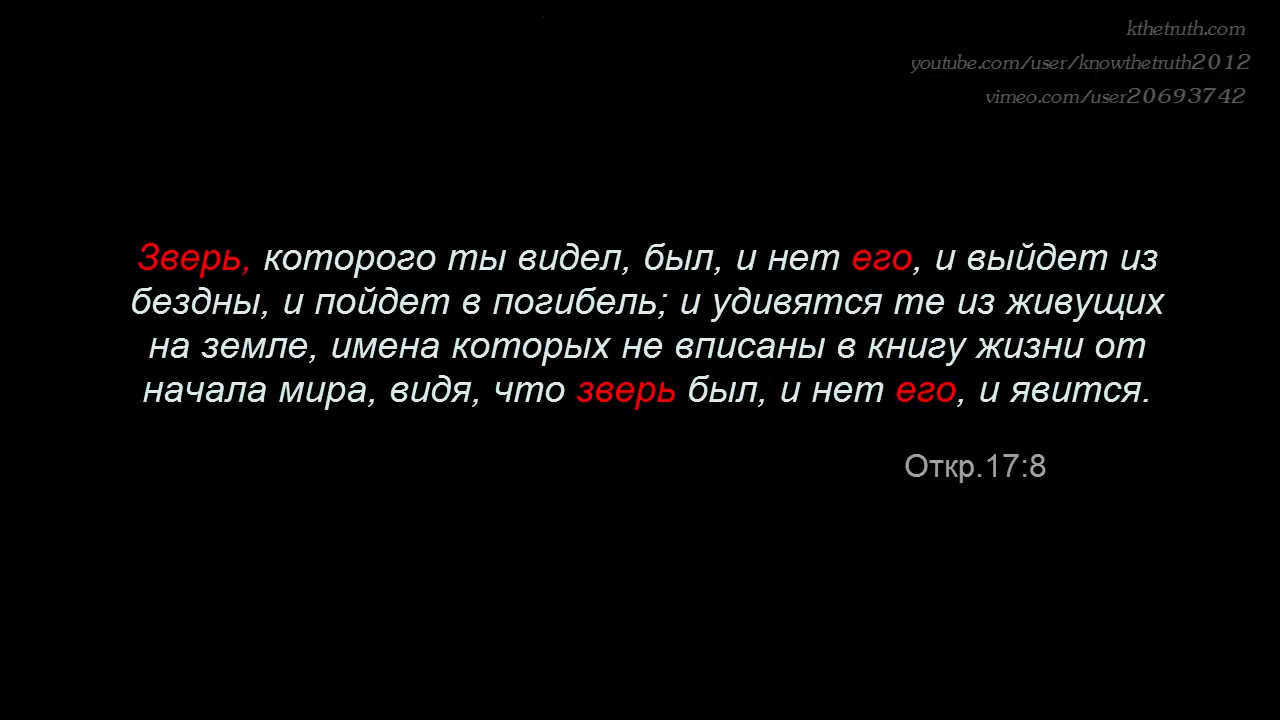 kthetruth.com
youtube.com/user/knowthetruth2012
vimeo.com/user20693742
Зверь, которого ты видел, был, и нет его, и выйдет из
бездны, и пойдет в погибель; и удивятся те из живущих
на земле, имена которых не вписаны в книгу жизни от
начала мира, видя, что зверь был, и нет его, и явится.
Откр.17:8